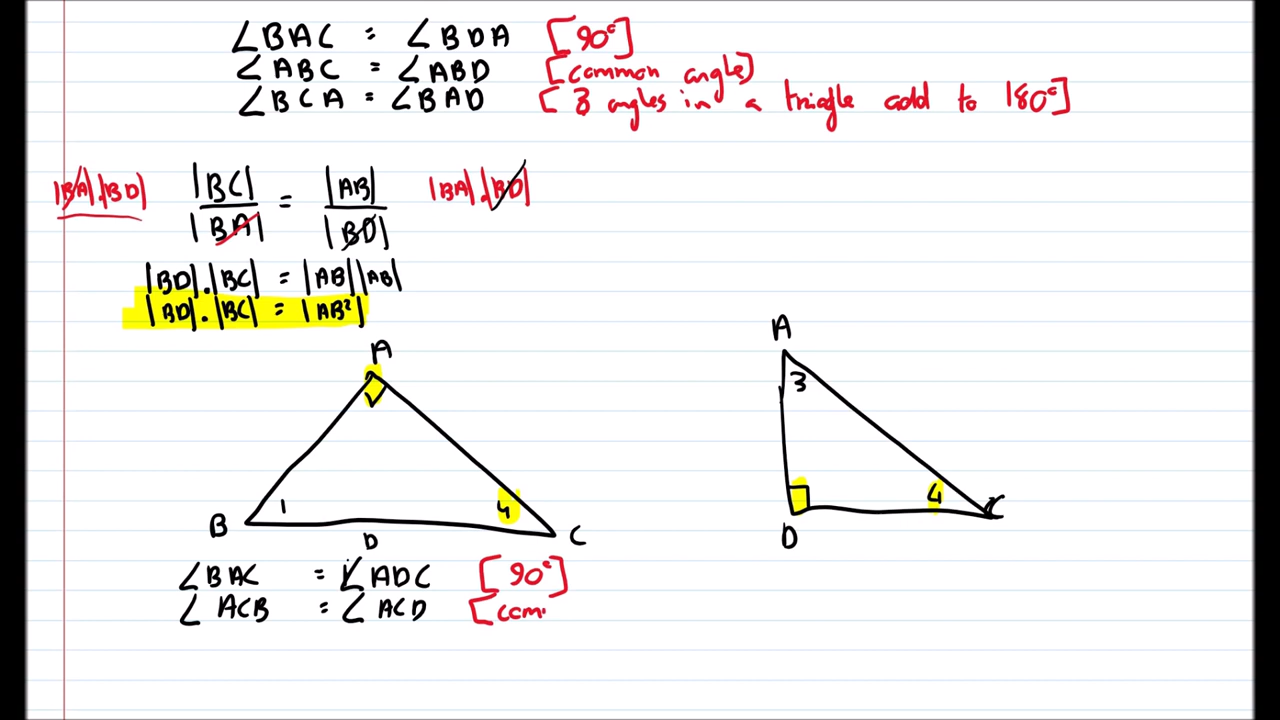 ∠BAC = ∠BDA [90°]
∠ABC = ∠ABD [common angle]
∠BCA = ∠BAD [3 angles in a triagle add to 180°]
|BA|.|BD| |BC| = |AB| |BA|.|BD|
|BA| |BD|
|BD|.|BC| = |AB||AB|
|BD|.|BC| = |AB²|
A
A
3
1
4
4
B
D
C
D
C
∠BAC = ∠ADC [90°]
∠ACB = ∠ACD [com